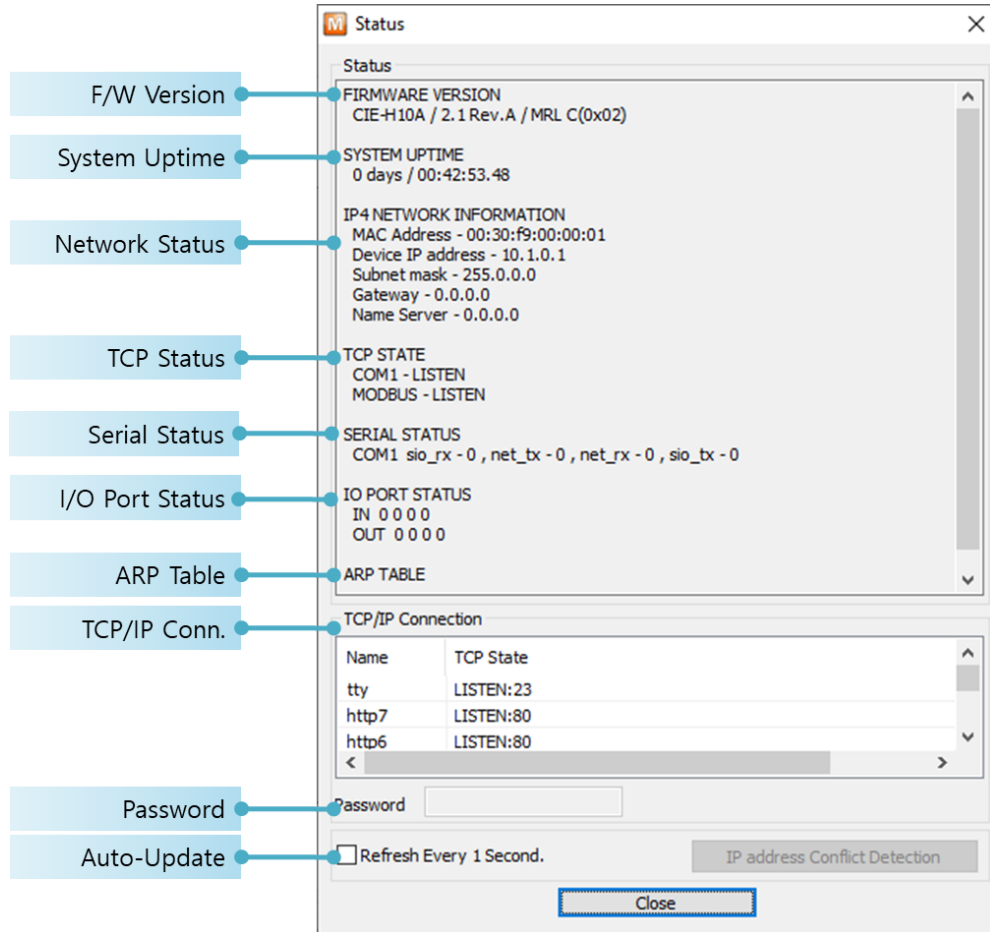 M Status
Status
F/W Version
FIRMWARE VERSION
CIE-H10A / 2.1 Rev.A / MRL C(0x02)
System Uptime
SYSTEM UPTIME
0 days / 00:42:53.48
Network Status
IP4 NETWORK INFORMATION
MAC Address - 00:30:f9:00:00:01
Device IP address - 10.1.0.1
Subnet mask - 255.0.0.0
Gateway - 0.0.0.0
Name Server - 0.0.0.0
TCP Status
TCP STATE
COM1 - LISTEN
MODBUS - LISTEN
Serial Status
SERIAL STATUS
COM1 sio_rx - 0 , net_tx - 0 , net_rx - 0 , sio_tx - 0
I/O Port Status
IO PORT STATUS
IN 0 0 0 0
OUT 0 0 0 0
ARP Table
ARP TABLE
TCP/IP Conn.
TCP/IP Connection
Name TCP State
tty LISTEN:23
http7 LISTEN:80
http6 LISTEN:80
Password
Password
Auto-Update
Refresh Every 1 Second.
IP address Conflict Detection
Close